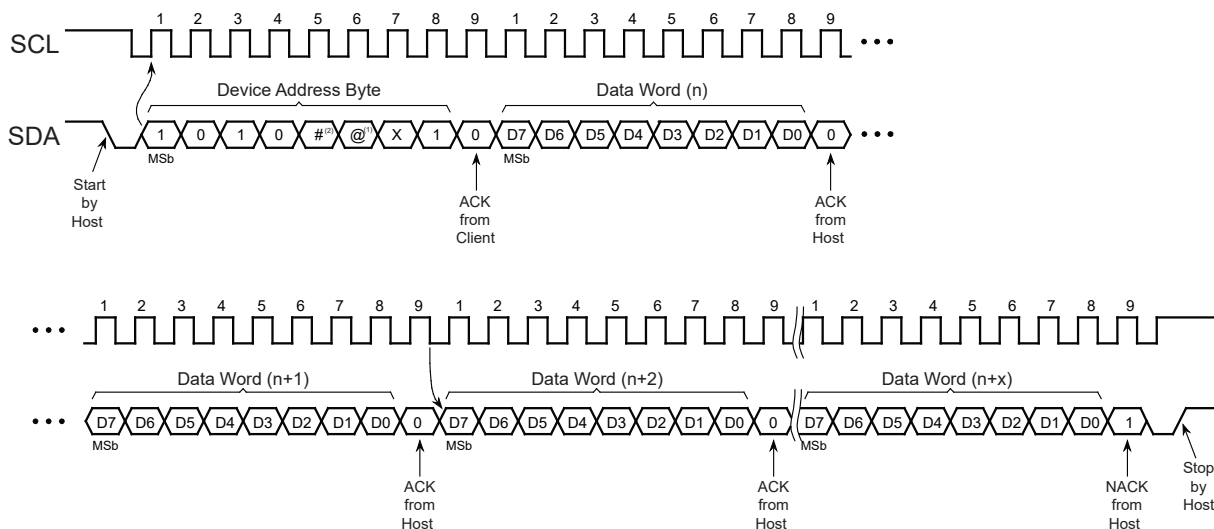 1 2 3 4 5 6 7 8 9 1 2 3 4 5 6 7 8 9
SCL
Device Address Byte Data Word (n)
SDA 1 0 1 0 #(2) @(1) X 1 0 D7 D6 D5 D4 D3 D2 D1 D0 0
MSb MSb
Start by Host
ACK from Client
ACK from Host
1 2 3 4 5 6 7 8 9 1 2 3 4 5 6 7 8 9 1 2 3 4 5 6 7 8 9
Data Word (n+1) Data Word (n+2) Data Word (n+x)
D7 D6 D5 D4 D3 D2 D1 D0 0 D7 D6 D5 D4 D3 D2 D1 D0 0 D7 D6 D5 D4 D3 D2 D1 D0 1
MSb MSb MSb
ACK from Host
ACK from Host
NACK from Host
Stop by Host